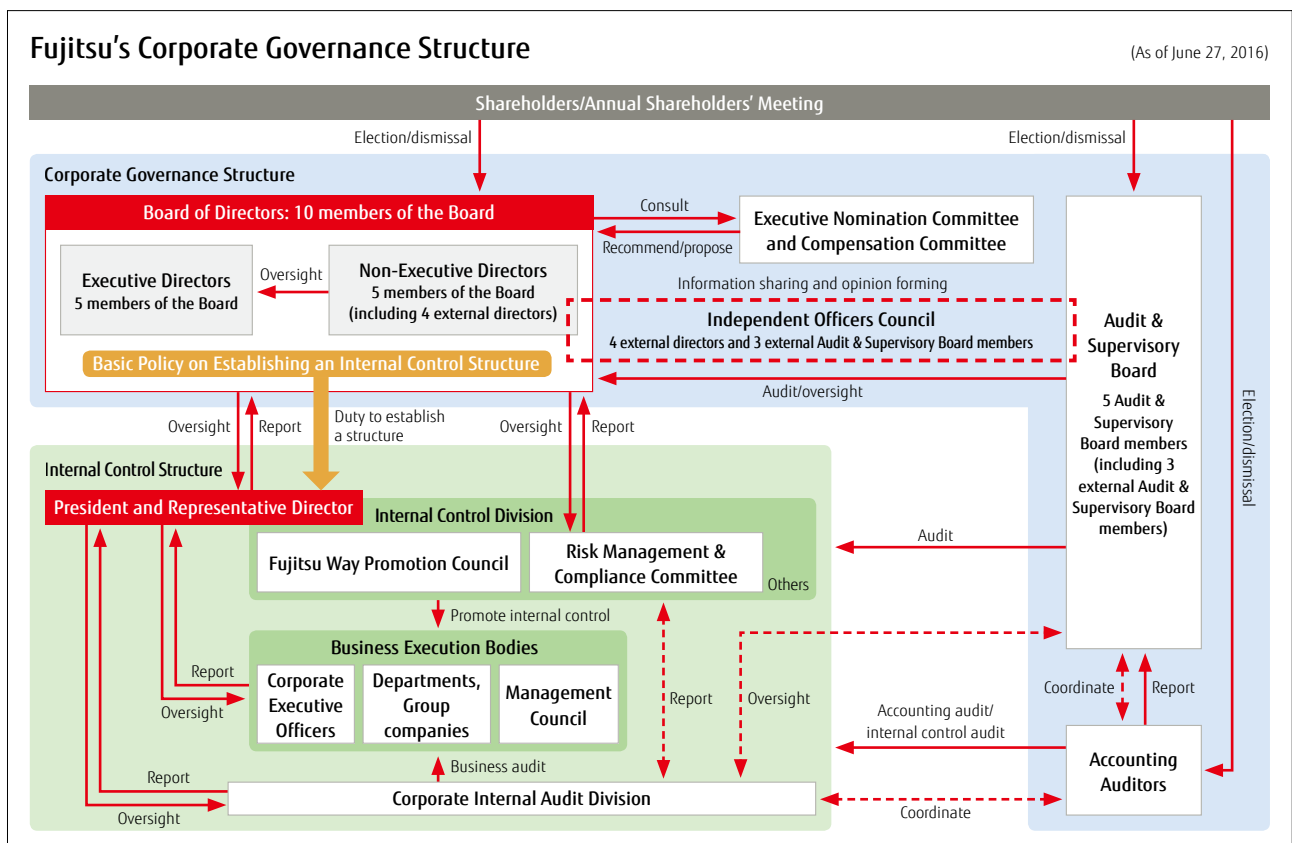 Fujitsu's Corporate Governance Structure
(As of June 27, 2016)
Shareholders/Annual Shareholders' Meeting
Election/dismissal
Election/dismissal
Corporate Governance Structure
Board of Directors: 10 members of the Board
Consult
Recommend/propose
Executive Nomination Committee
and Compensation Committee
Executive Directors
5 members of the Board
Oversight
Non-Executive Directors
5 members of the Board
(including 4 external directors)
Information sharing and opinion forming
Independent Officers Council
4 external directors and 3 external Audit & Supervisory Board members
Basic Policy on Establishing an Internal Control Structure
Audit/oversight
Audit &
Supervisory
Board
5 Audit &
Supervisory
Board members
(including 3
external Audit &
Supervisory Board
members)
Election/dismissal
Oversight
Report
Duty to establish
a structure
Oversight
Report
Internal Control Structure
President and Representative Director
Internal Control Division
Fujitsu Way Promotion Council
Risk Management &
Compliance Committee
Others
Audit
Promote internal control
Business Execution Bodies
Report
Oversight
Corporate
Executive
Officers
Departments,
Group
companies
Management
Council
Report
Oversight
Coordinate
Report
Accounting audit/
internal control audit
Accounting
Auditors
Business audit
Report
Oversight
Corporate Internal Audit Division
Coordinate